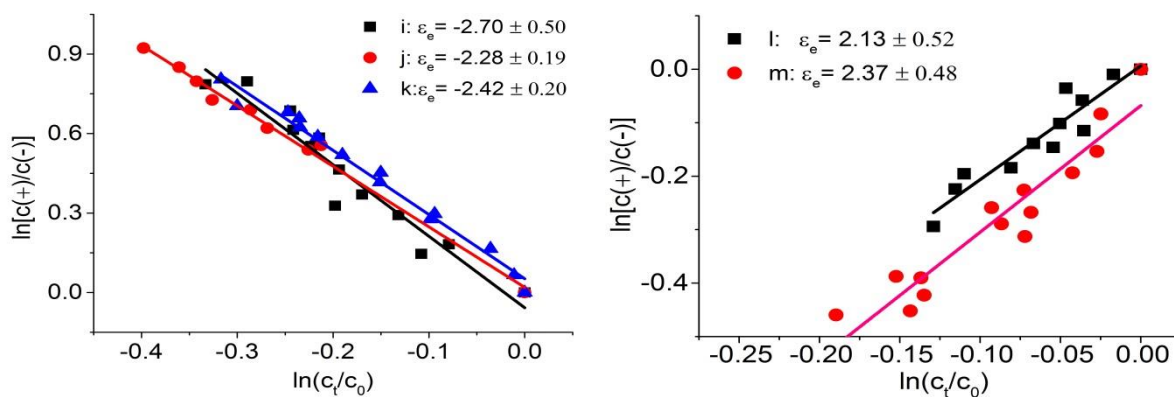 i: εₑ= -2.70 ± 0.50
j: εₑ= -2.28 ± 0.19
k:εₑ= -2.42 ± 0.20
0.9
0.6
0.3
0.0
ln[c(+)/c(-)]
-0.4 -0.3 -0.2 -0.1 0.0
ln(cₜ/c₀)
l: εₑ= 2.13 ± 0.52
m: εₑ= 2.37 ± 0.48
0.0
-0.2
-0.4
ln[c(+)/c(-)]
-0.25 -0.20 -0.15 -0.10 -0.05 0.00
ln(cₜ/c₀)